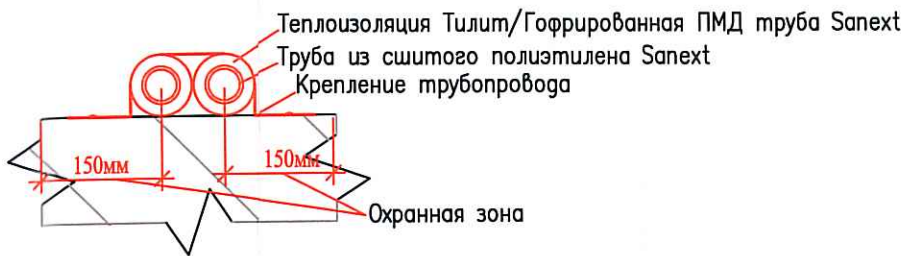 Теплоизоляция Тилит/Гофрированная ПМД труба Sanext
Труба из сшитого полиэтилена Sanext
Крепление трубопровода
150мм
150мм
Охранная зона